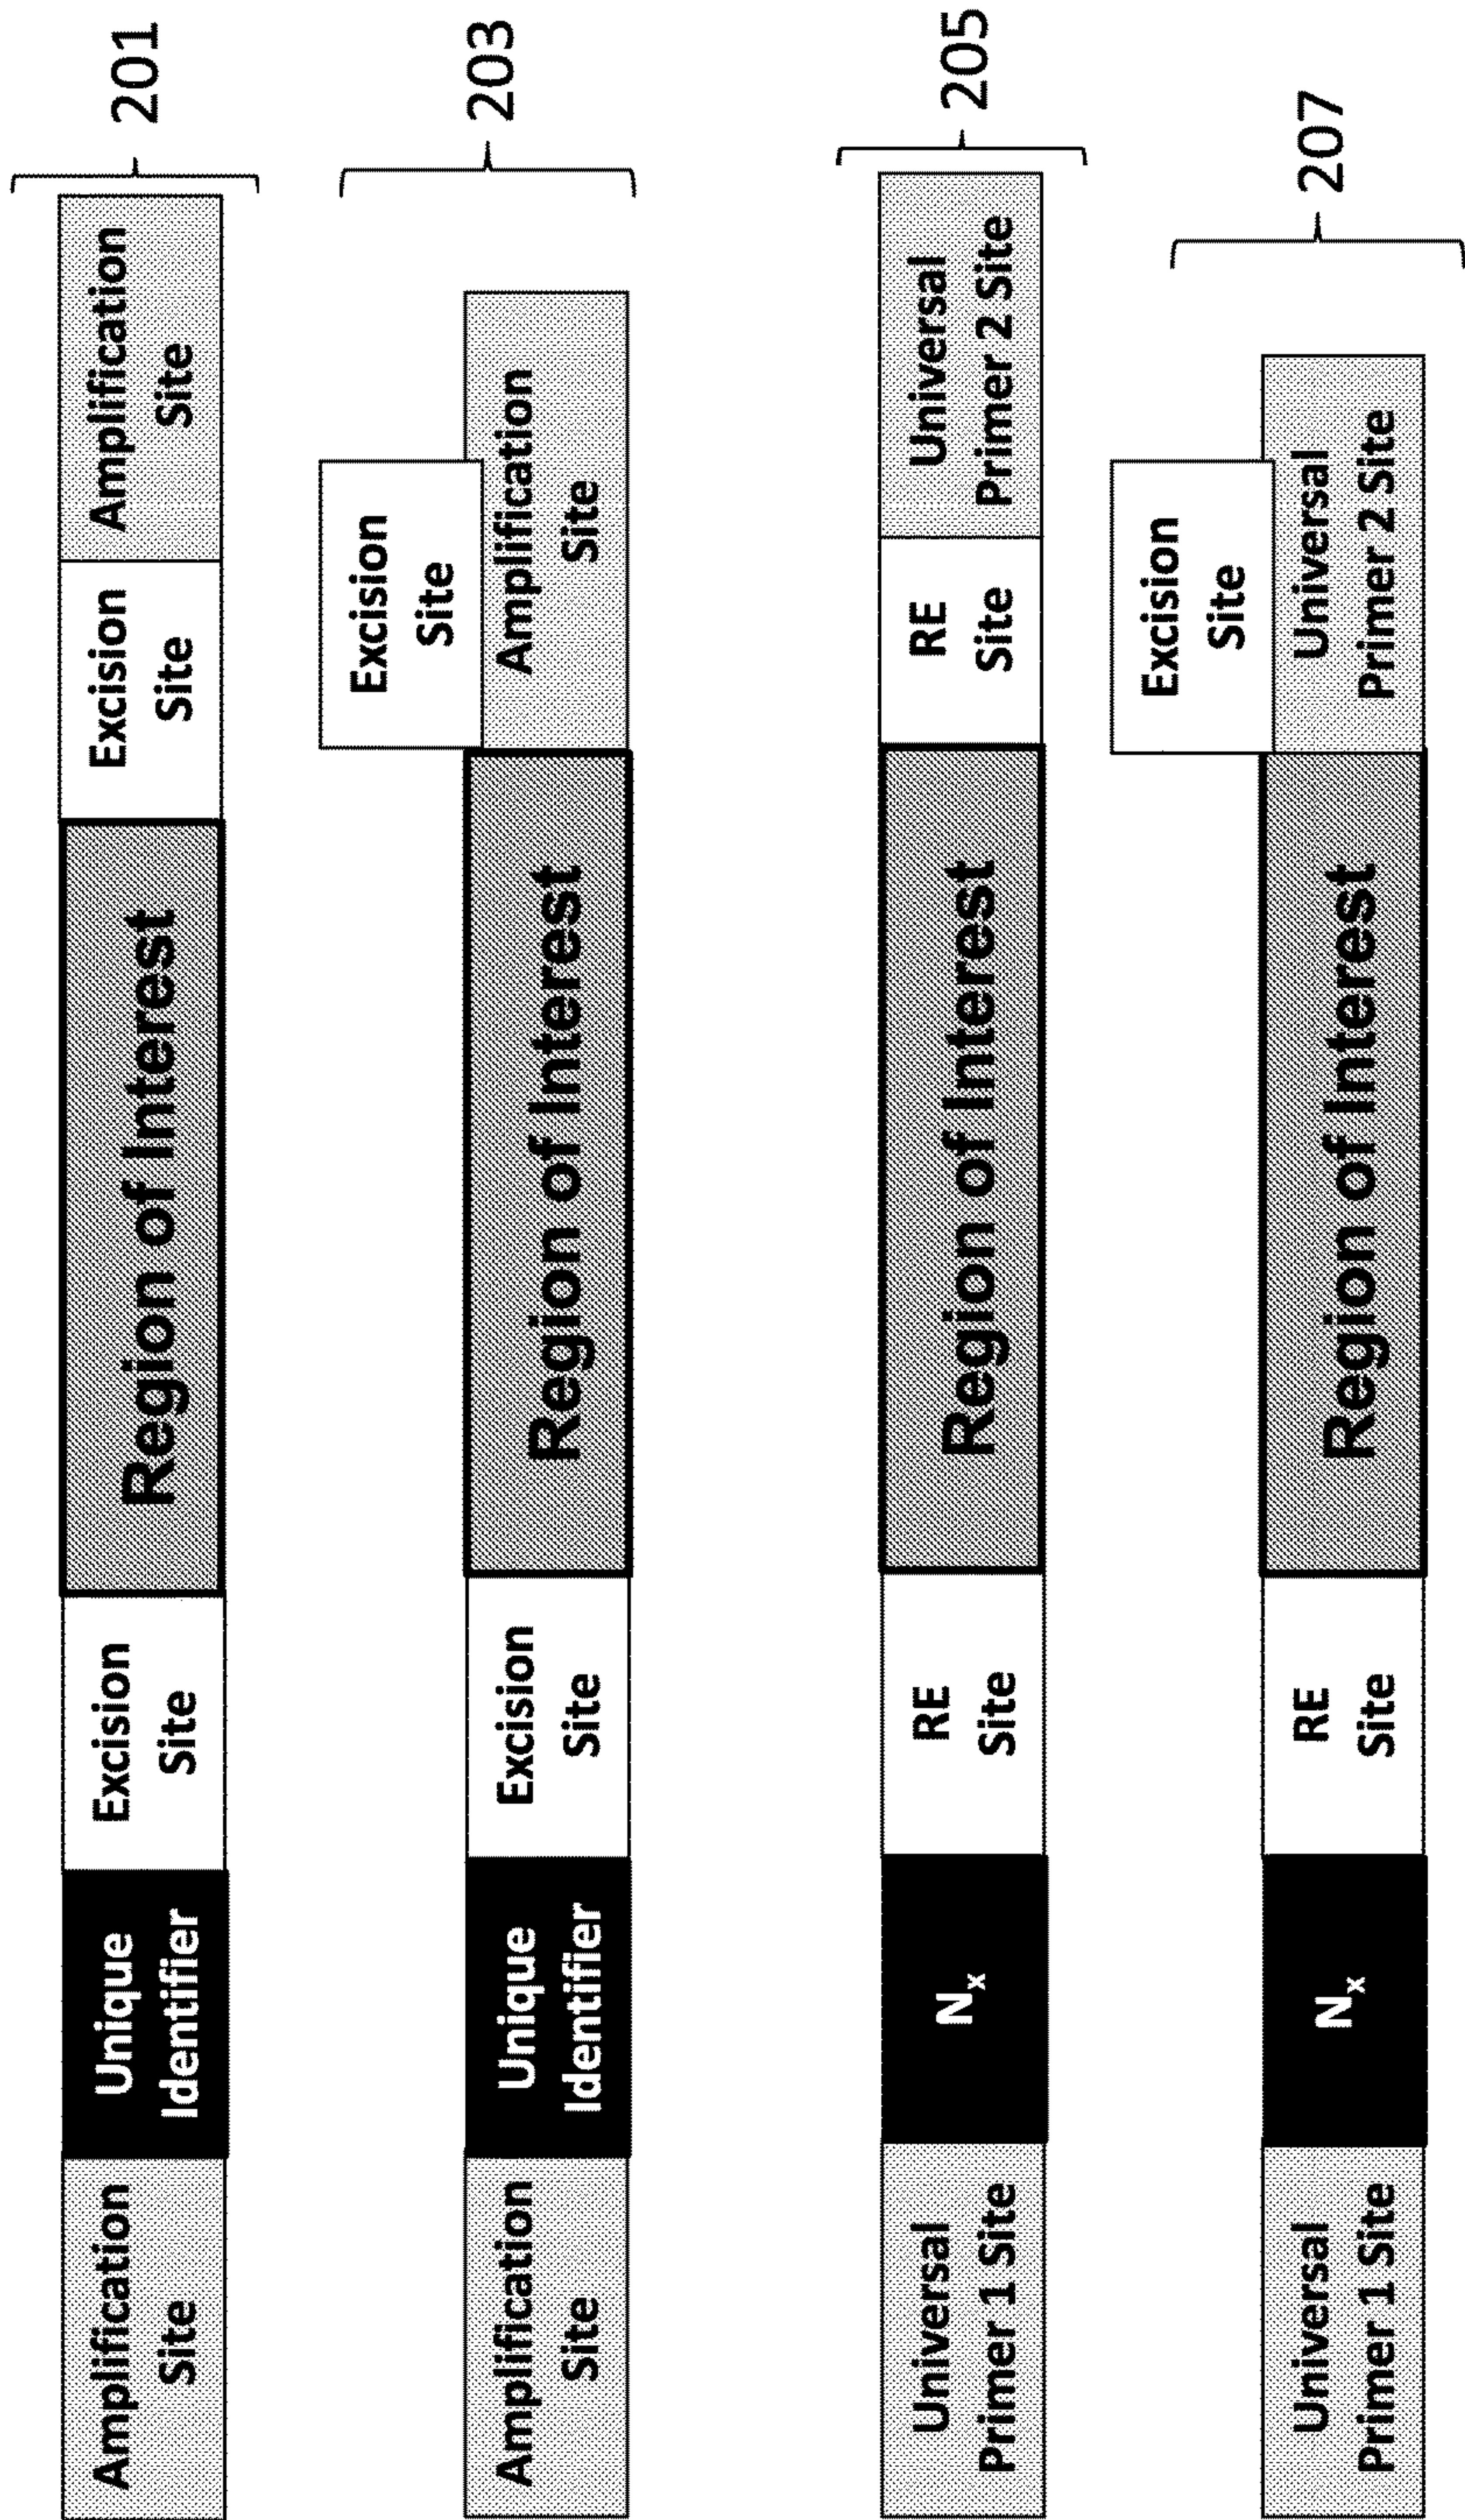 Amplification
Site
Unique
Identifier
Excision
Site
Region of Interest
Excision
Site
Amplification
Site
201
Amplification
Site
Unique
Identifier
Excision
Site
Region of Interest
Excision
Site
Amplification
Site
203
Universal
Primer 1 Site
Nx
RE
Site
Region of Interest
RE
Site
Universal
Primer 2 Site
205
Universal
Primer 1 Site
Nx
RE
Site
Region of Interest
Excision
Site
Universal
Primer 2 Site
207